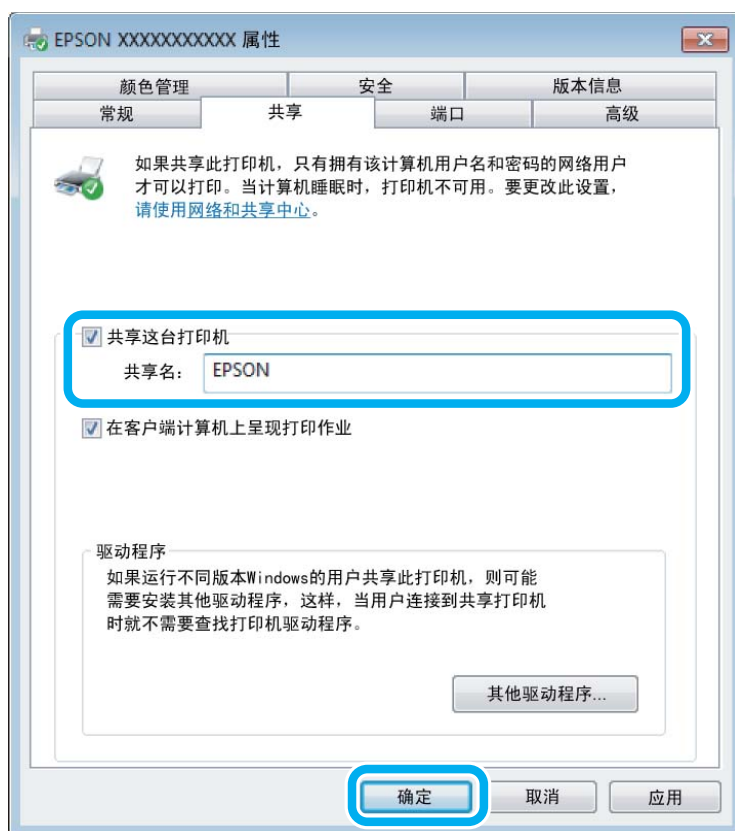 EPSON XXXXXXXXXXX 属性
颜色管理
安全
版本信息
常规
共享
端口
高级
如果共享此打印机，只有拥有该计算机用户名和密码的网络用户
才可以打印。当计算机睡眠时，打印机不可用。要更改此设置，
请使用网络和共享中心。
共享这台打印机
共享名： EPSON
在客户端计算机上呈现打印作业
驱动程序
如果运行不同版本Windows的用户共享此打印机，则可能
需要安装其他驱动程序，这样，当用户连接到共享打印机
时就不需要查找打印机驱动程序。
其他驱动程序...
确定
取消
应用